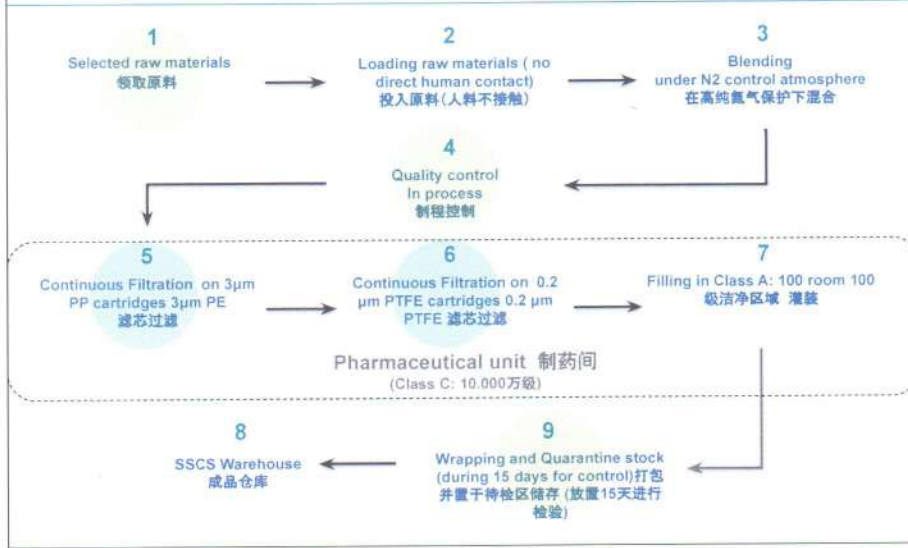 1
Selected raw materials
领取原料
2
Loading raw materials ( no
direct human contact)
投入原料(人料不接触)
3
Blending
under N2 control atmosphere
在高纯氮气保护下混合
4
Quality control
In process
制程控制
5
Continuous Filtration on 3μm
PP cartridges 3μm PE
滤芯过滤
6
Continuous Filtration on 0.2
μm PTFE cartridges 0.2 μm
PTFE 滤芯过滤
7
Filling in Class A: 100 room 100
级洁净区域 灌装
Pharmaceutical unit 制药间
(Class C: 10.000万级)
8
SSCS Warehouse
成品仓库
9
Wrapping and Quarantine stock
(during 15 days for control)打包
并置于待检区储存 (放置15天进行
检验)